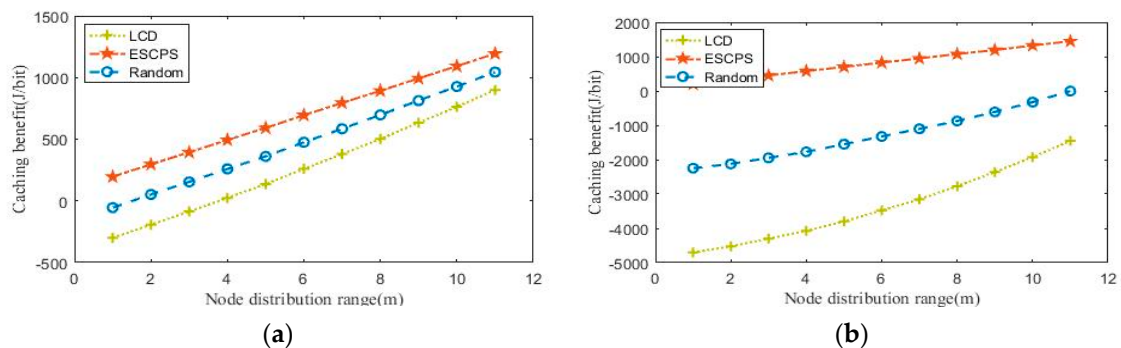 1500
1000
500
0
-500
Caching benefit(J/bit)
LCD
ESCPS
Random
0 2 4 6 8 10 12
Node distribution range(m)
(a)
2000
1000
0
-1000
-2000
-3000
-4000
-5000
Caching benefit(J/bit)
LCD
ESCPS
Random
0 2 4 6 8 10 12
Node distribution range(m)
(b)